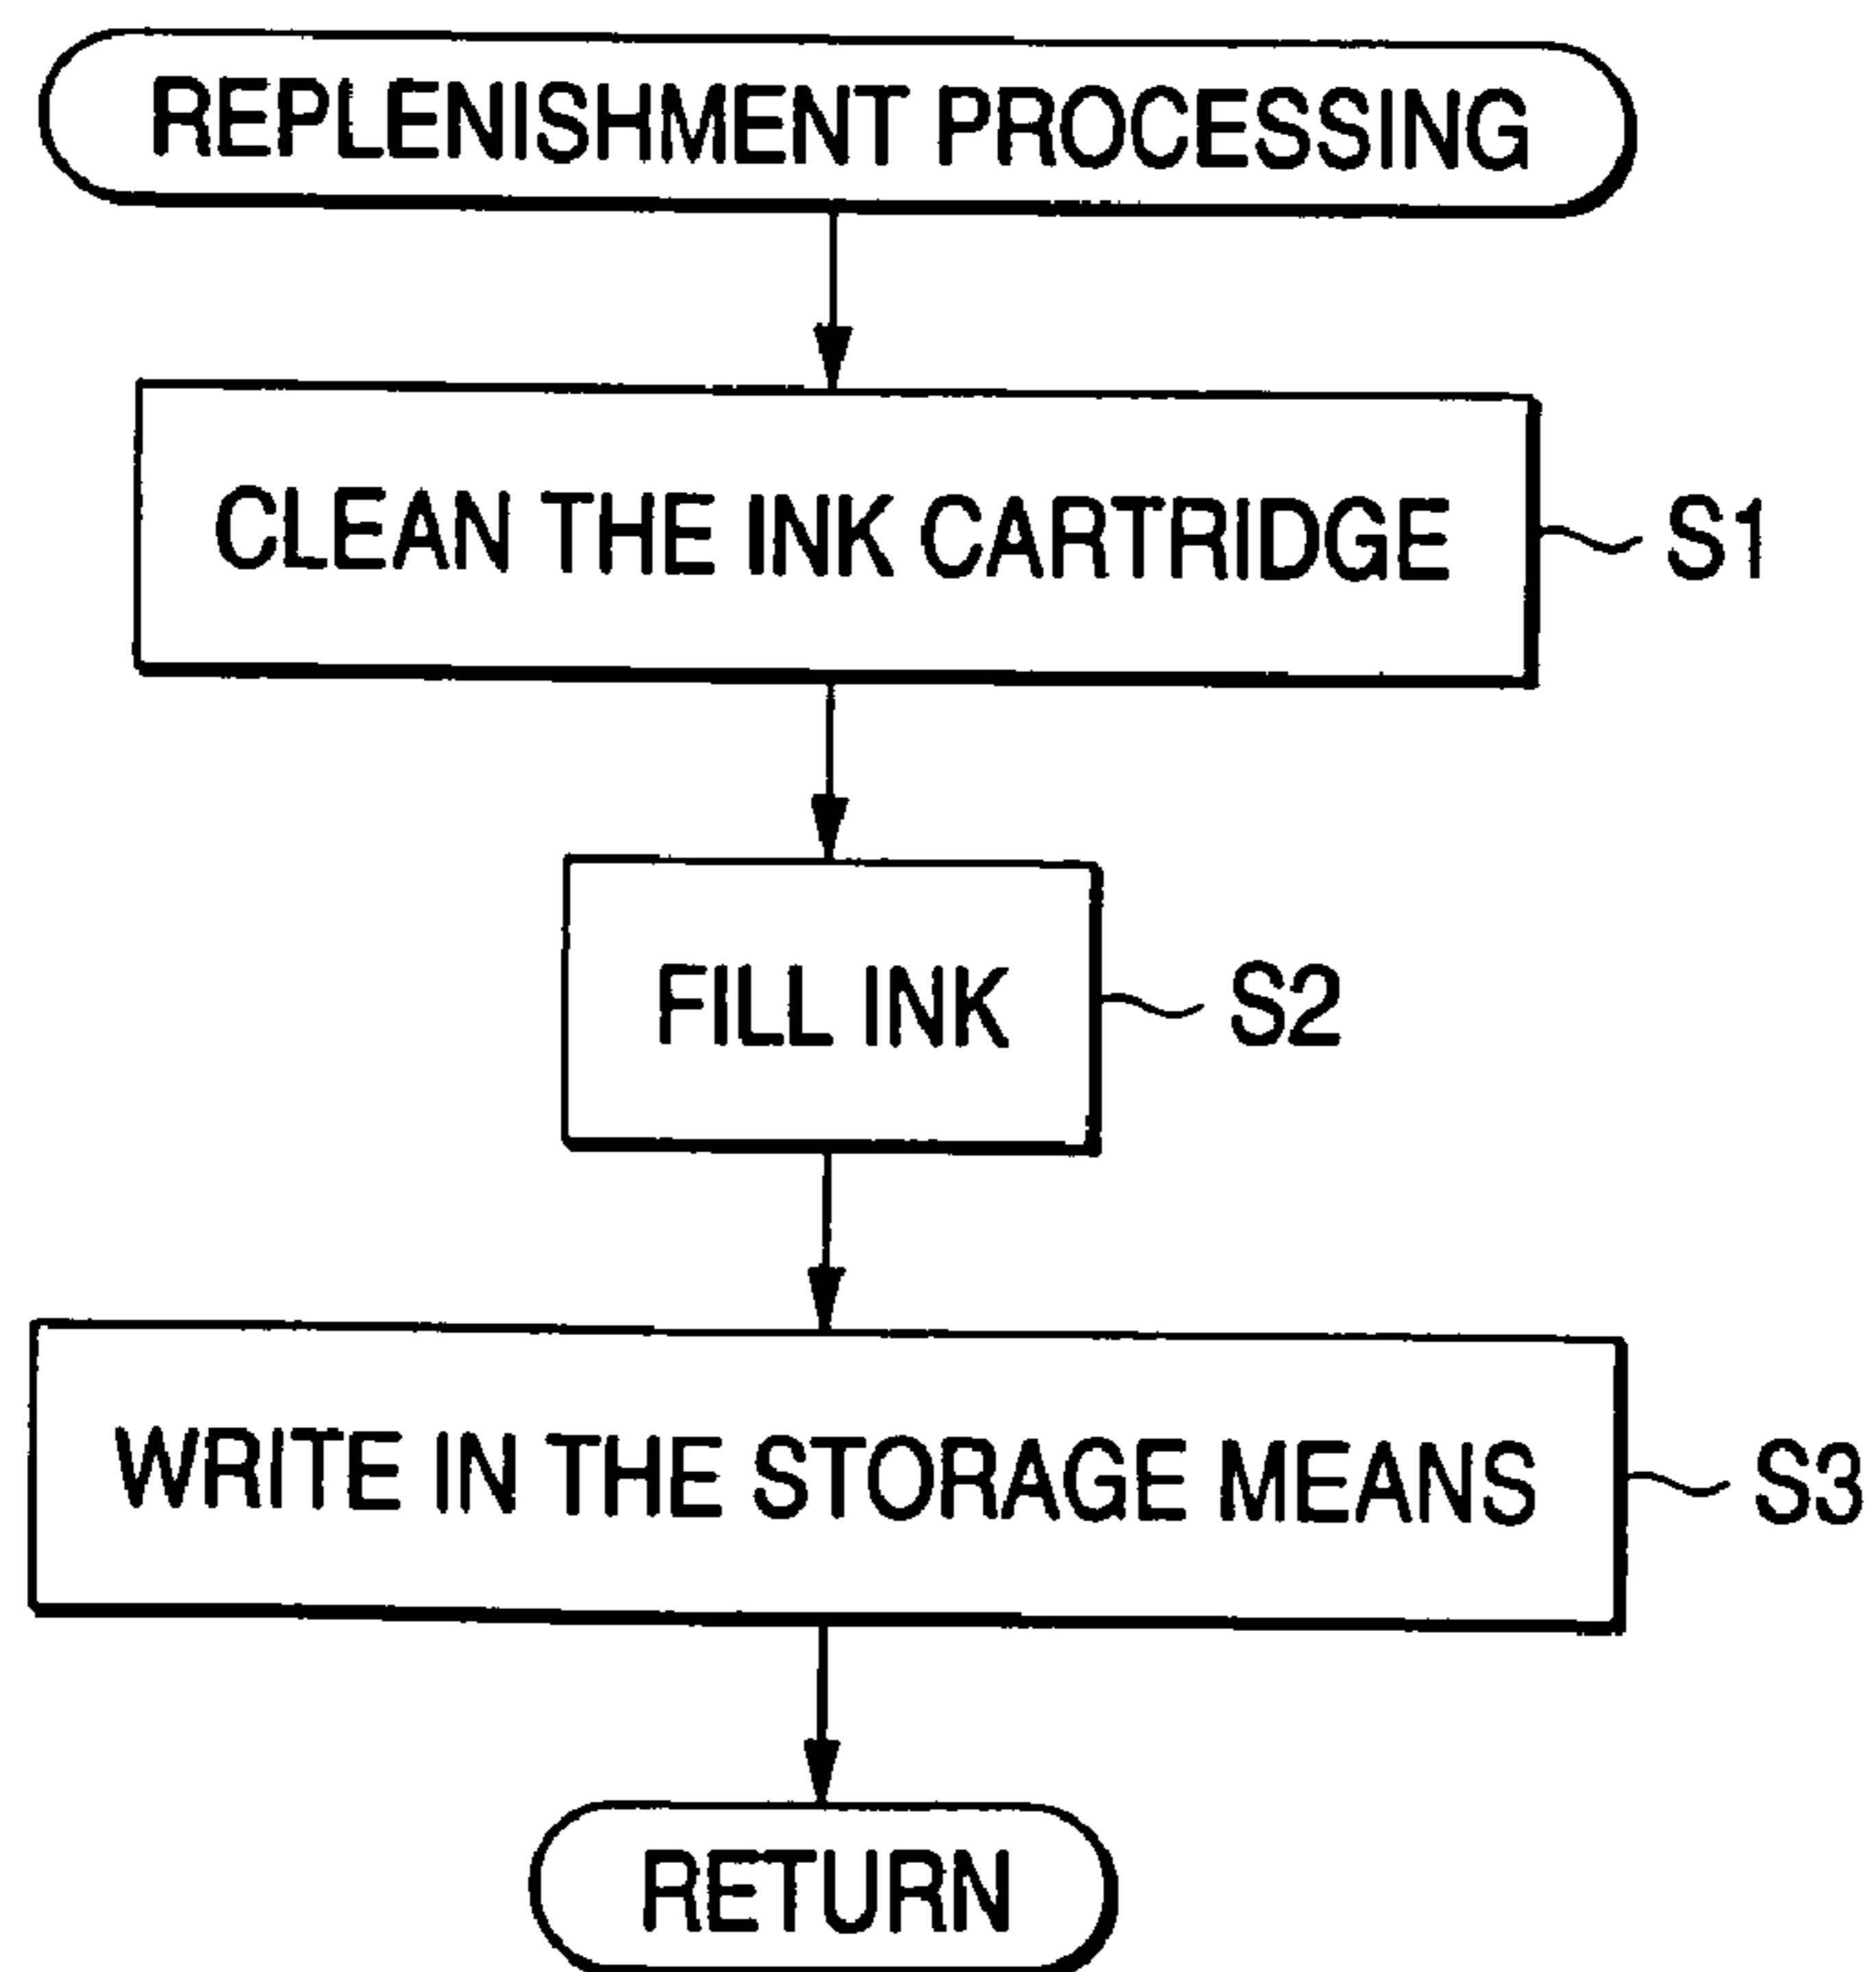 REPLENISHMENT PROCESSING
CLEAN THE INK CARTRIDGE
S1
FILL INK
S2
WRITE IN THE STORAGE MEANS
S3
RETURN